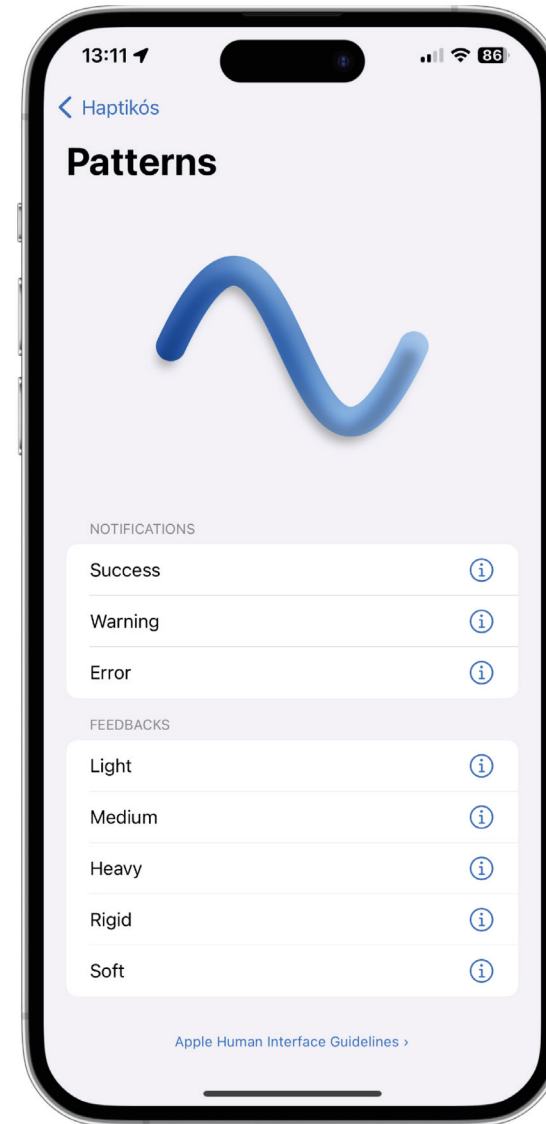 13:11
86
Haptikós
Patterns
NOTIFICATIONS
Success
Warning
Error
FEEDBACKS
Light
Medium
Heavy
Rigid
Soft
Apple Human Interface Guidelines ›